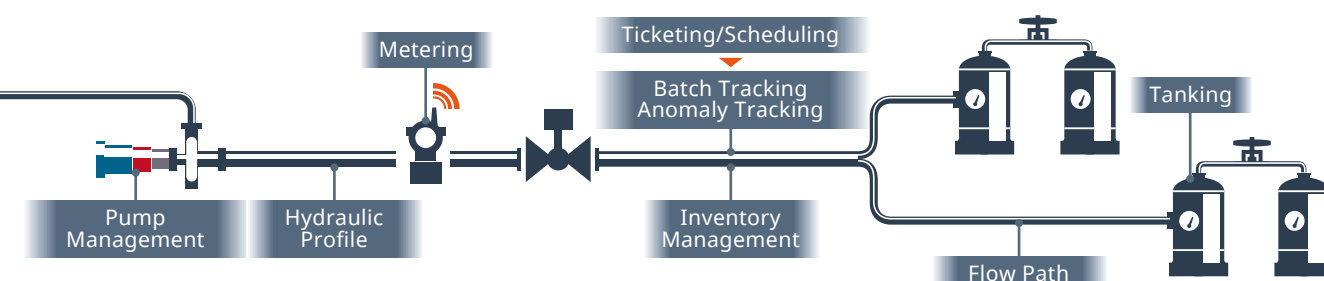 Metering
Ticketing/Scheduling
Batch Tracking
Anomaly Tracking
Tanking
Pump
Management
Hydraulic
Profile
Inventory
Management
Flow Path